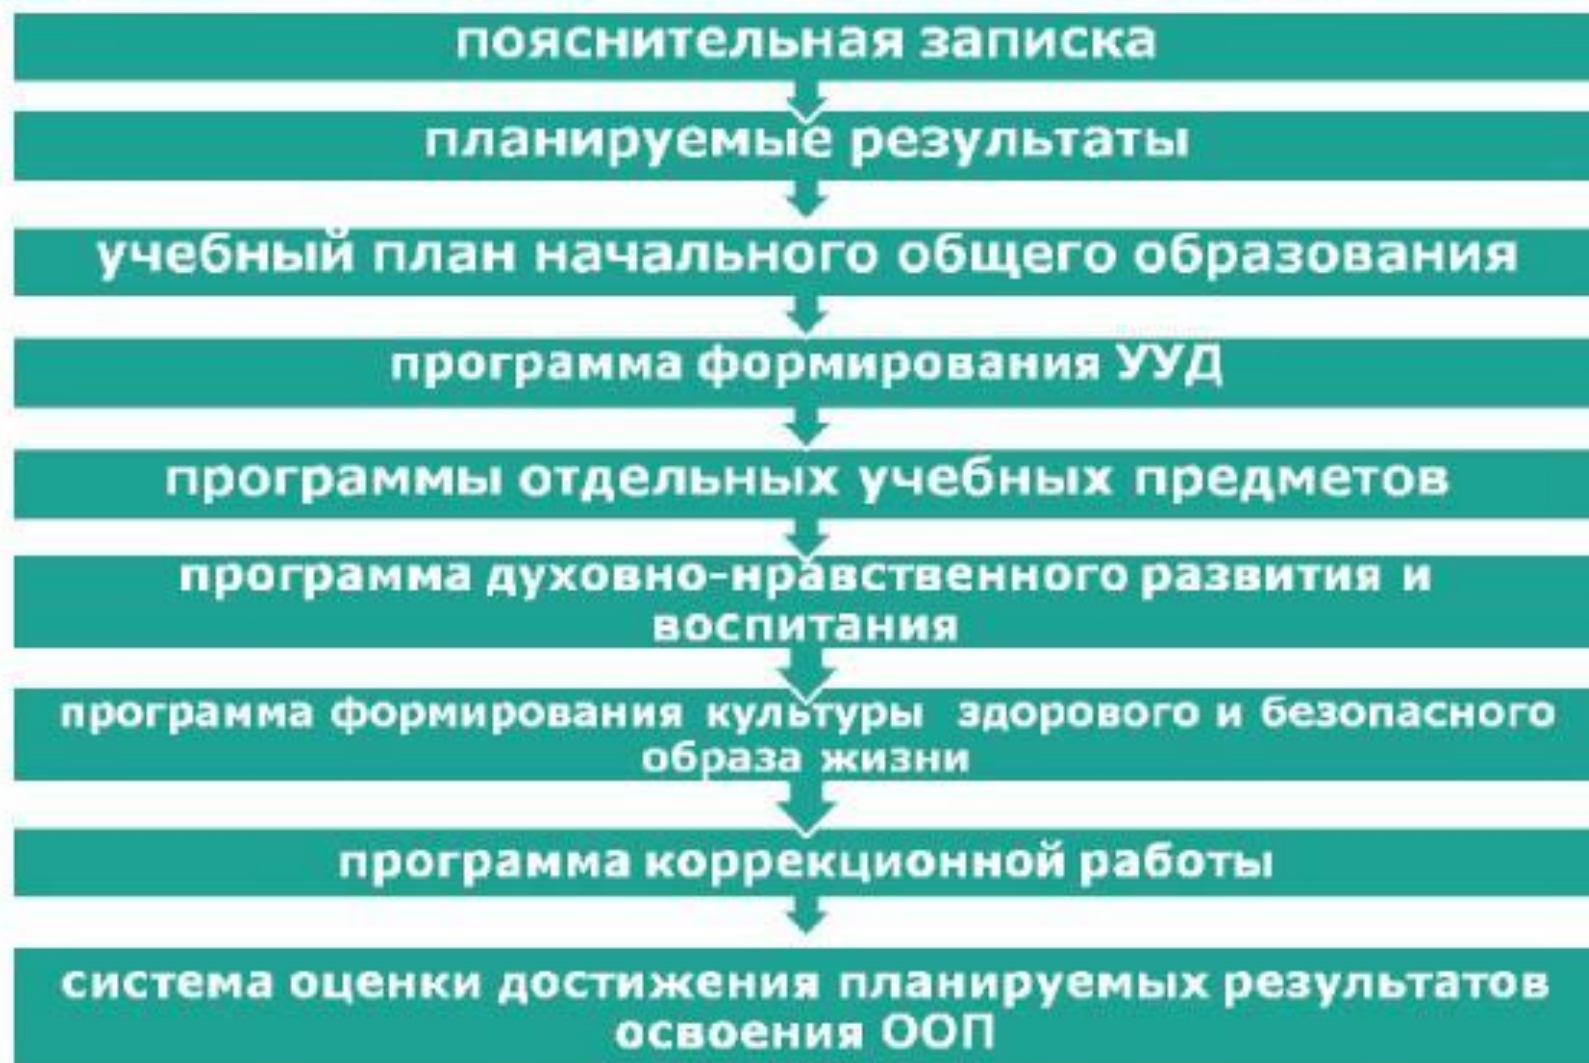 пояснительная записка
планируемые результаты
учебный план начального общего образования
программа формирования УУД
программы отдельных учебных предметов
программа духовно-нравственного развития и
воспитания
программа формирования культуры здорового и безопасного
образа жизни
программа коррекционной работы
система оценки достижения планируемых результатов
освоения ООП